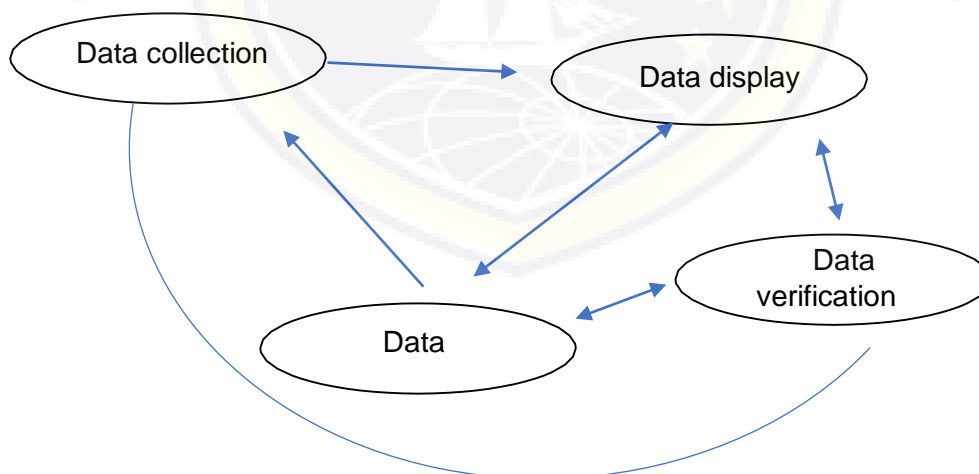 Data collection
Data display
Data
verification
Data